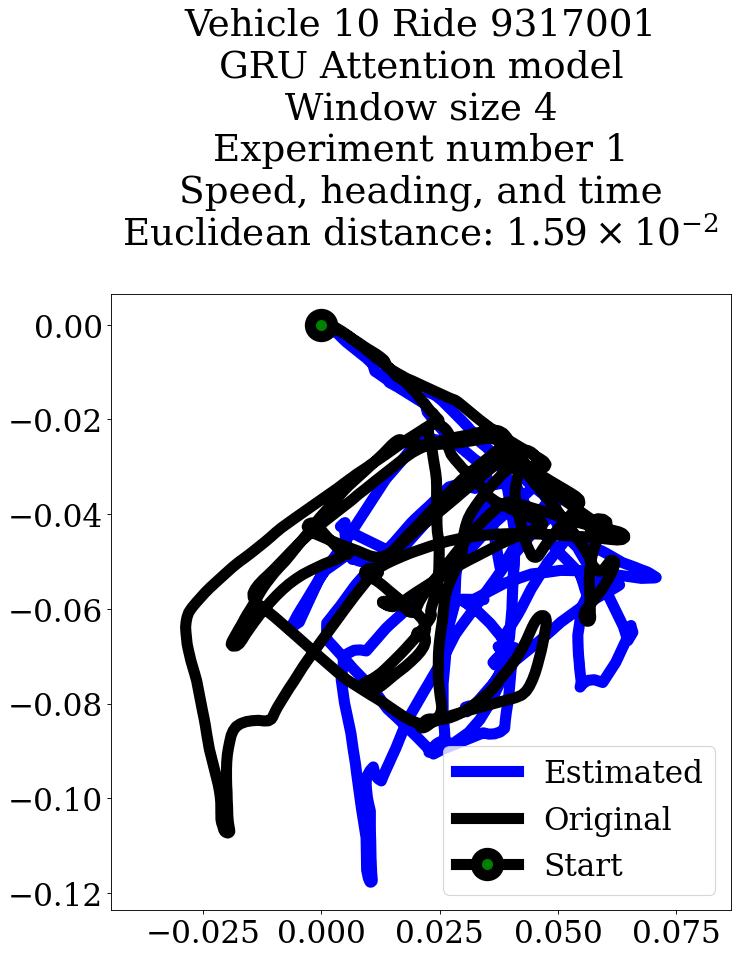 Vehicle 10 Ride 9317001
GRU Attention model
Window size 4
Experiment number 1
Speed, heading, and time
Euclidean distance: 1.59 × 10⁻²
0.00
−0.02
−0.04
−0.06
−0.08
−0.10
−0.12
−0.025 0.000 0.025 0.050 0.075
Estimated
Original
Start